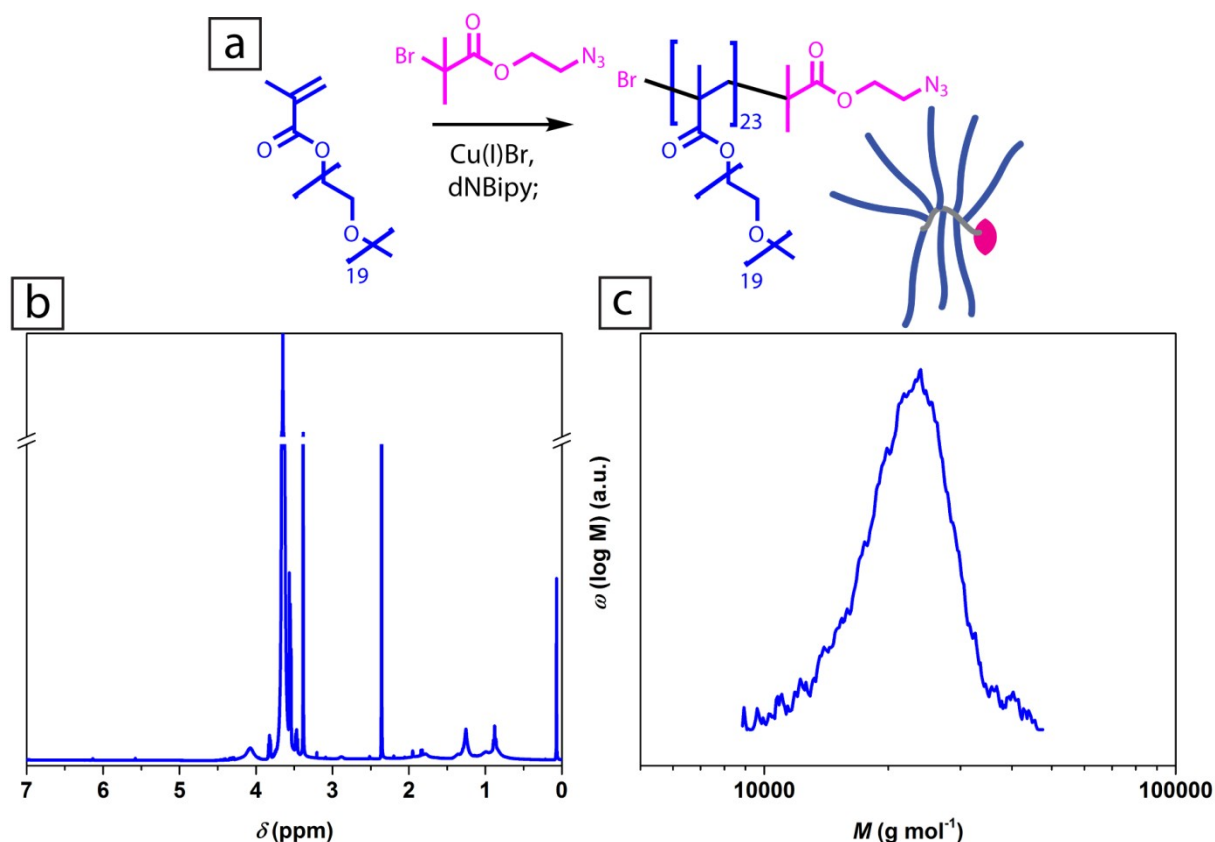 a
Br
O
O
N₃
O
O
O
19
Cu(I)Br,
dNBipy;
Br
23
O
O
N₃
O
O
O
19
b
7
6
5
4
3
2
1
0
δ (ppm)
c
ω (log M) (a.u.)
10000
100000
M (g mol⁻¹)